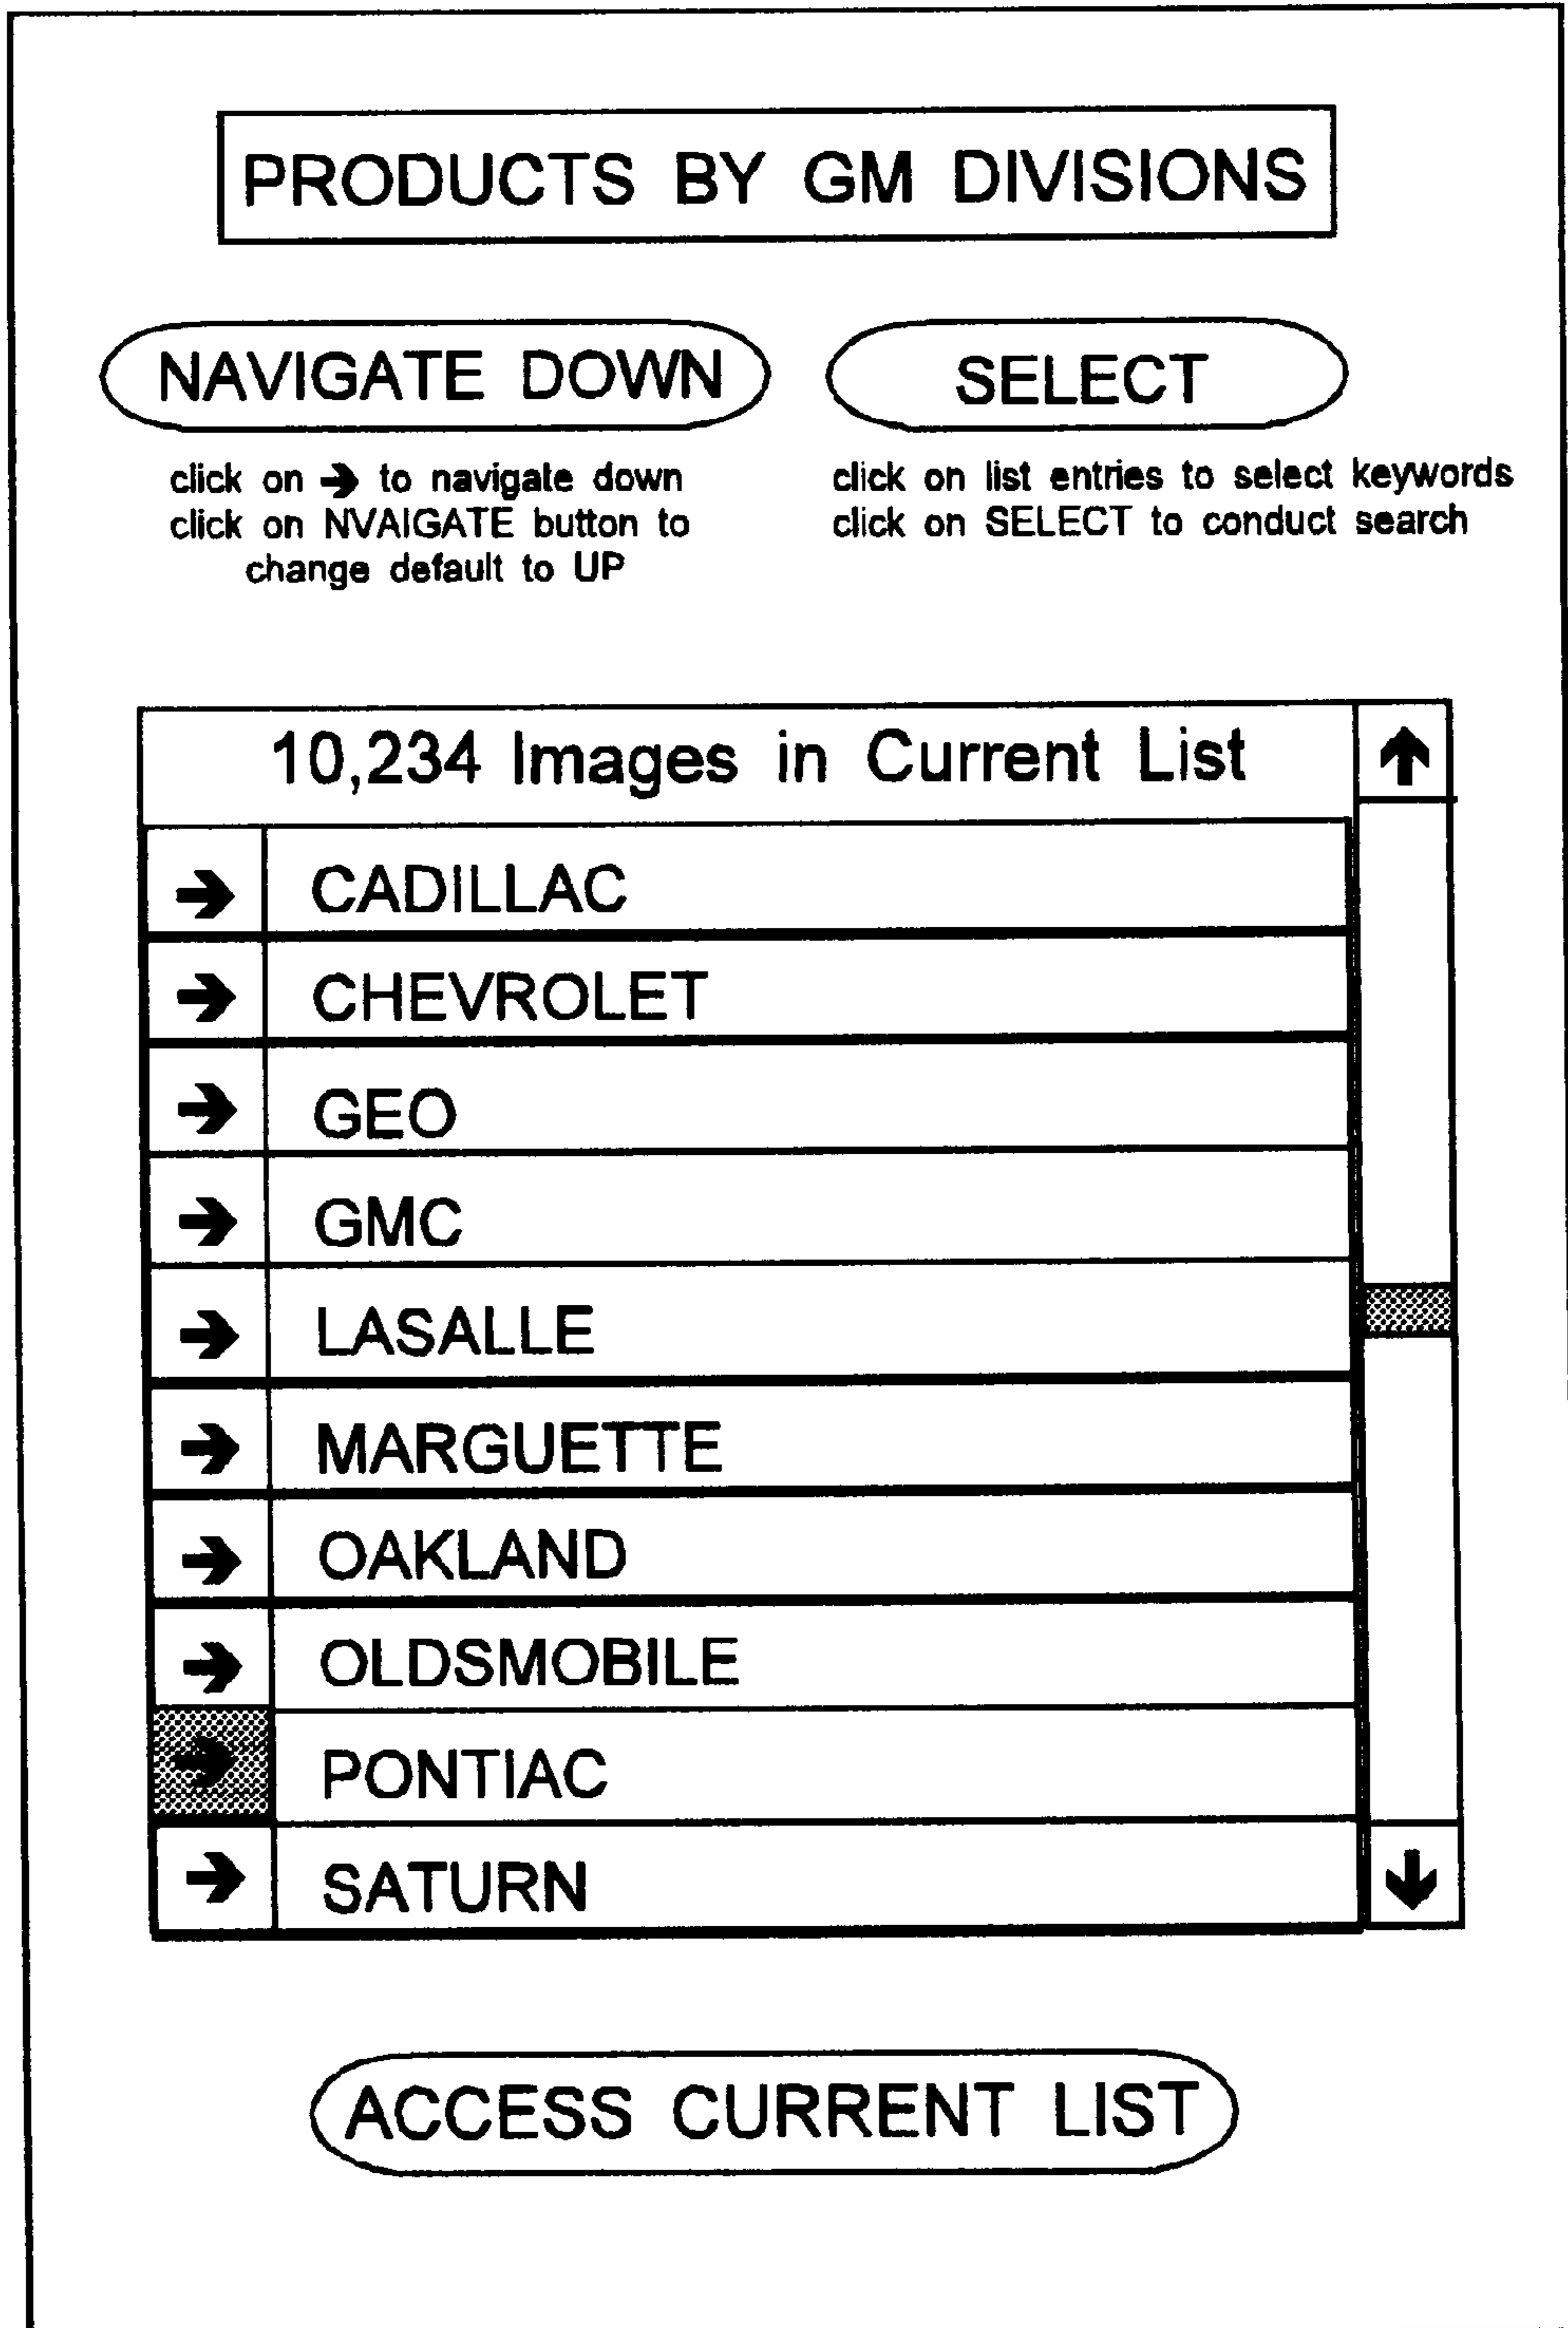 PRODUCTS BY GM DIVISIONS
NAVIGATE DOWN
SELECT
click on → to navigate down
click on NVAIGATE button to
change default to UP
click on list entries to select keywords
click on SELECT to conduct search
10,234 Images in Current List
CADILLAC
CHEVROLET
GEO
GMC
LASALLE
MARGUETTE
OAKLAND
OLDSMOBILE
PONTIAC
SATURN
ACCESS CURRENT LIST